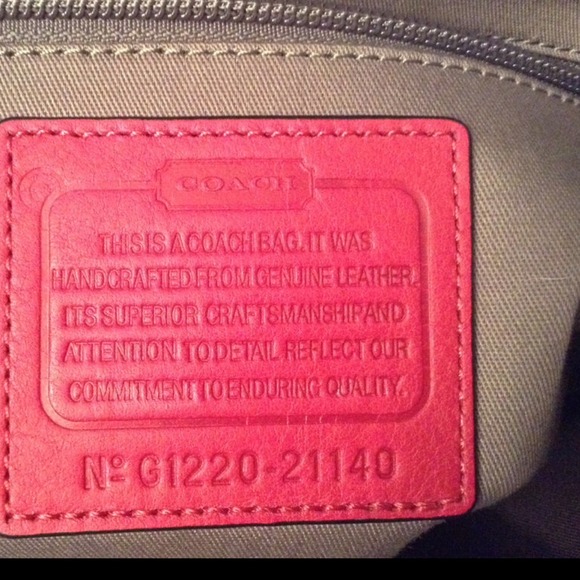 COACH
THIS IS A COACH BAG. IT WAS
HANDCRAFTED FROM GENUINE LEATHER.
ITS SUPERIOR CRAFTSMANSHIP AND
ATTENTION TO DETAIL REFLECT OUR
COMMITMENT TO ENDURING QUALITY.
Nº G1220-21140